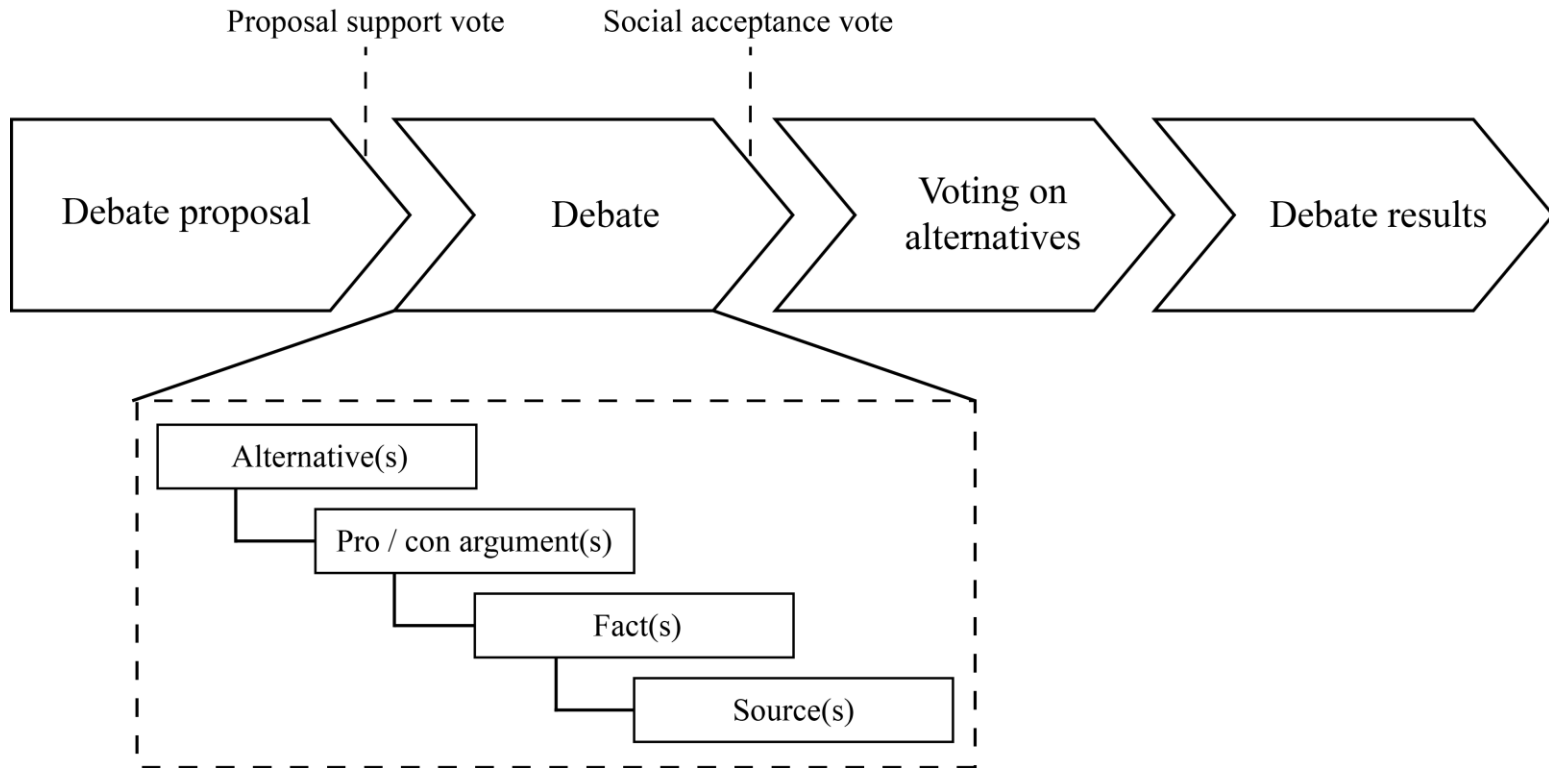 Proposal support vote
Social acceptance vote
Debate proposal
Debate
Voting on
alternatives
Debate results
Alternative(s)
Pro / con argument(s)
Fact(s)
Source(s)